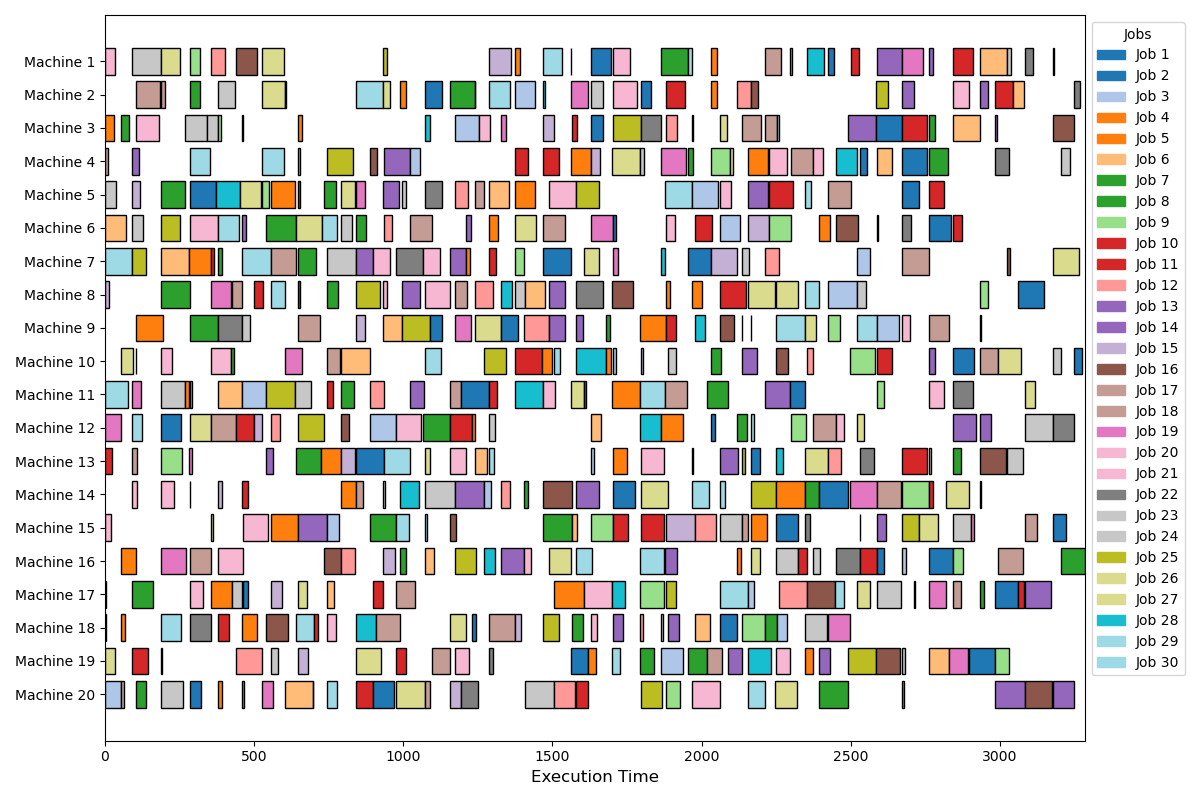 Machine 1
Machine 2
Machine 3
Machine 4
Machine 5
Machine 6
Machine 7
Machine 8
Machine 9
Machine 10
Machine 11
Machine 12
Machine 13
Machine 14
Machine 15
Machine 16
Machine 17
Machine 18
Machine 19
Machine 20
0 500 1000 1500 2000 2500 3000
Execution Time
Jobs
Job 1
Job 2
Job 3
Job 4
Job 5
Job 6
Job 7
Job 8
Job 9
Job 10
Job 11
Job 12
Job 13
Job 14
Job 15
Job 16
Job 17
Job 18
Job 19
Job 20
Job 21
Job 22
Job 23
Job 24
Job 25
Job 26
Job 27
Job 28
Job 29
Job 30